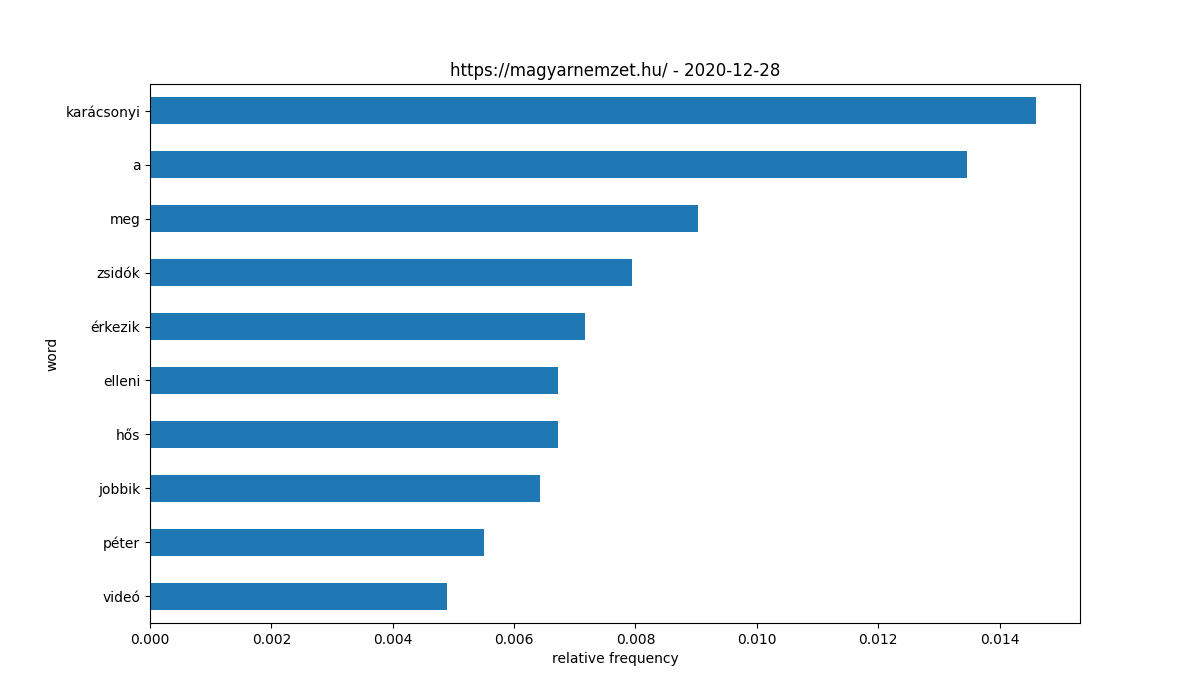 https://magyarnemzet.hu/ - 2020-12-28
karácsonyi
a
meg
zsidók
érkezik
elleni
hős
jobbik
péter
videó
word
0.000 0.002 0.004 0.006 0.008 0.010 0.012 0.014
relative frequency